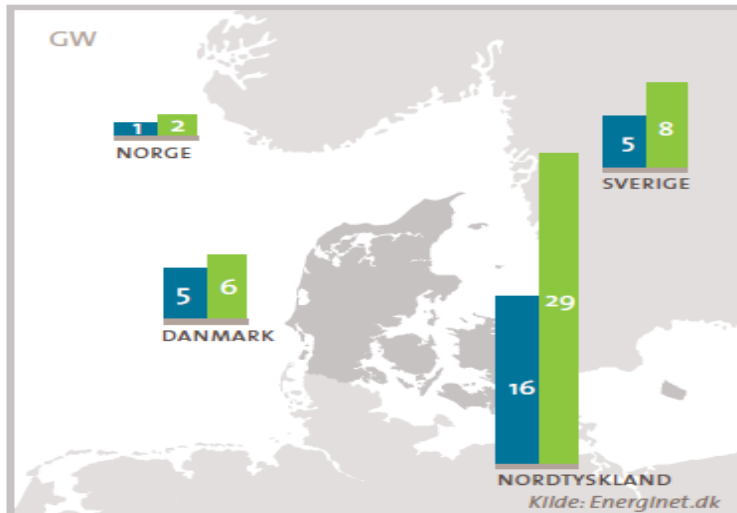 GW
1 2
NORGE
5 8
SVERIGE
5 6
DANMARK
16 29
NORDTYSKLAND
Kilde: Energinet.dk